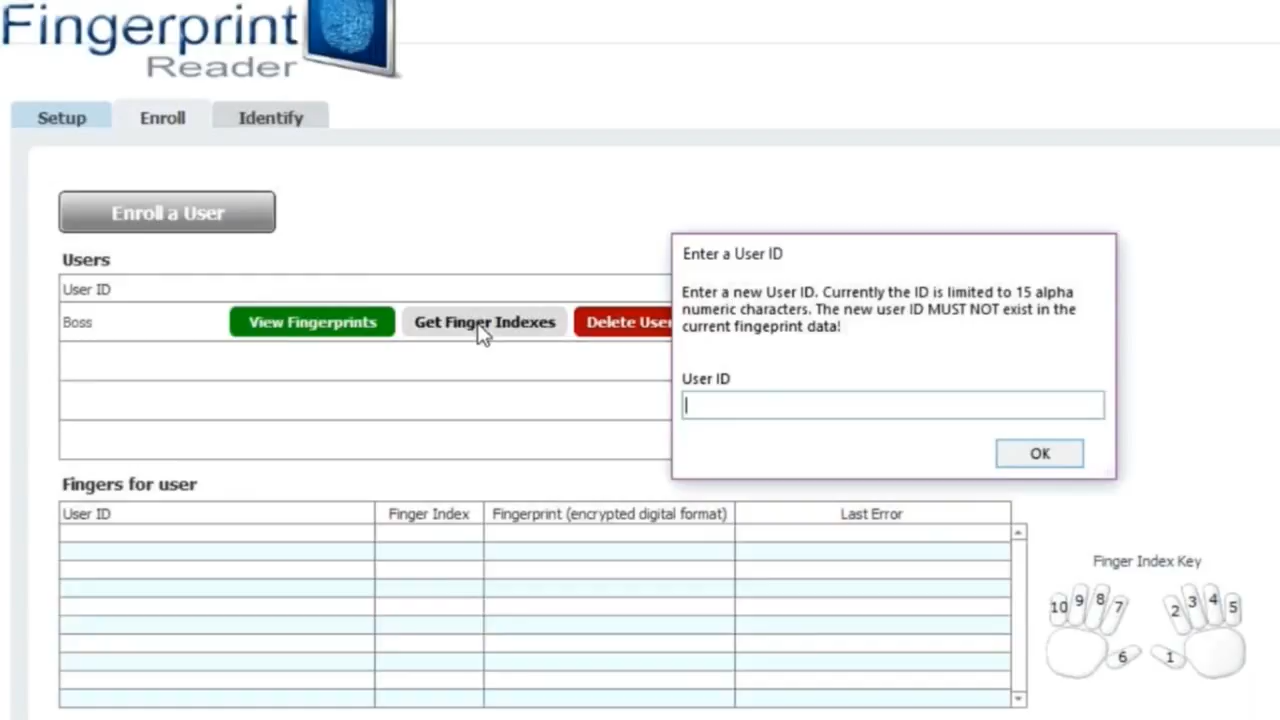 Fingerprint
Reader
Setup
Enroll
Identify
Enroll a User
Users
User ID
Boss
View Fingerprints
Get Finger Indexes
Delete User
Enter a User ID
Enter a new User ID. Currently the ID is limited to 15 alpha
numeric characters. The new user ID MUST NOT exist in the
current fingeprint data!
User ID
OK
Fingers for user
User ID
Finger Index
Fingerprint (encrypted digital format)
Last Error
Finger Index Key
10 9 8 7 6
1 2 3 4 5